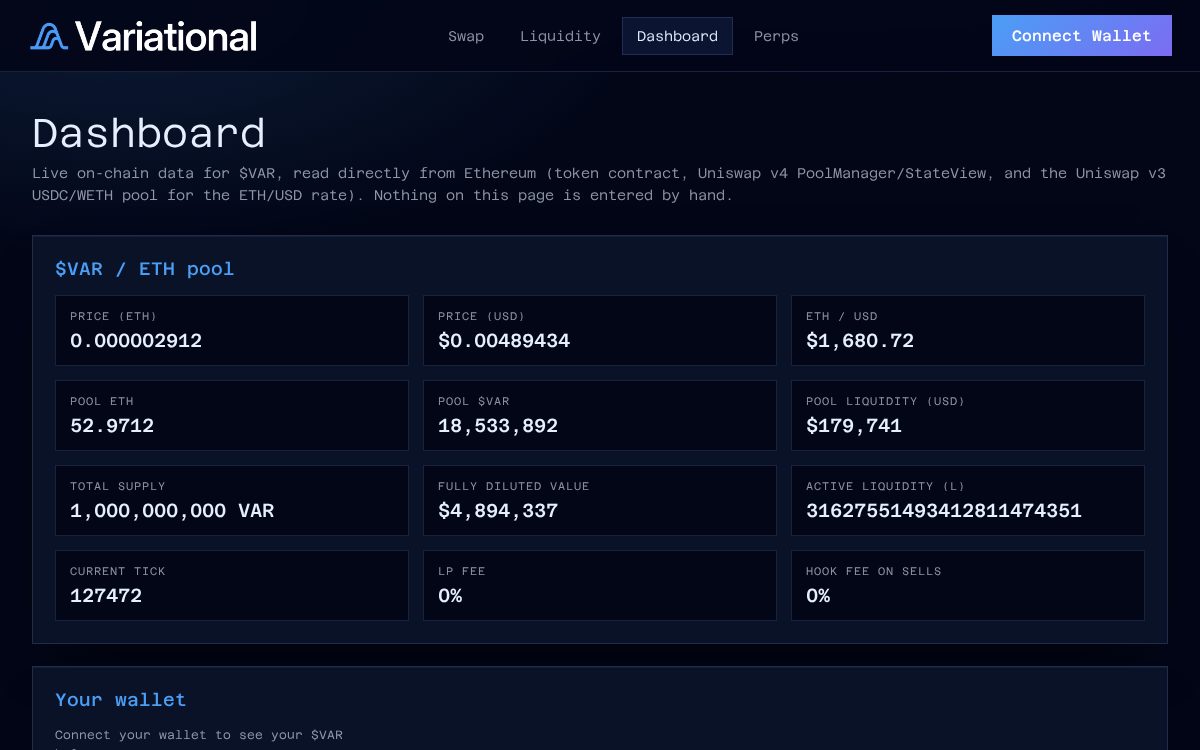 Variational
Swap
Liquidity
Dashboard
Perps
Connect Wallet
Dashboard
Live on-chain data for $VAR, read directly from Ethereum (token contract, Uniswap v4 PoolManager/StateView, and the Uniswap v3
USDC/WETH pool for the ETH/USD rate). Nothing on this page is entered by hand.
$VAR / ETH pool
PRICE (ETH)
0.000002912
PRICE (USD)
$0.00489434
ETH / USD
$1,680.72
POOL ETH
52.9712
POOL $VAR
18,533,892
POOL LIQUIDITY (USD)
$179,741
TOTAL SUPPLY
1,000,000,000 VAR
FULLY DILUTED VALUE
$4,894,337
ACTIVE LIQUIDITY (L)
31627551493412811474351
CURRENT TICK
127472
LP FEE
0%
HOOK FEE ON SELLS
0%
Your wallet
Connect your wallet to see your $VAR